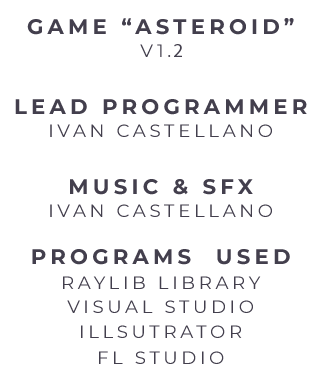 GAME “ASTEROID”
V1.2
LEAD PROGRAMMER
IVAN CASTELLANO
MUSIC & SFX
IVAN CASTELLANO
PROGRAMS USED
RAYLIB LIBRARY
VISUAL STUDIO
ILLSUTRATOR
FL STUDIO